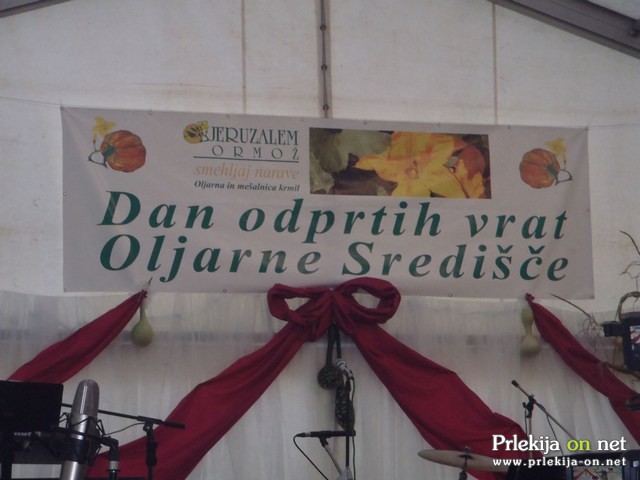 JERUZALEM
ORMOŽ
smehljaj narave
Oljarna in mešalnica krmil
Dan odprtih vrat
Oljarne Središče
Prlekija on net
www.prlekija-on.net